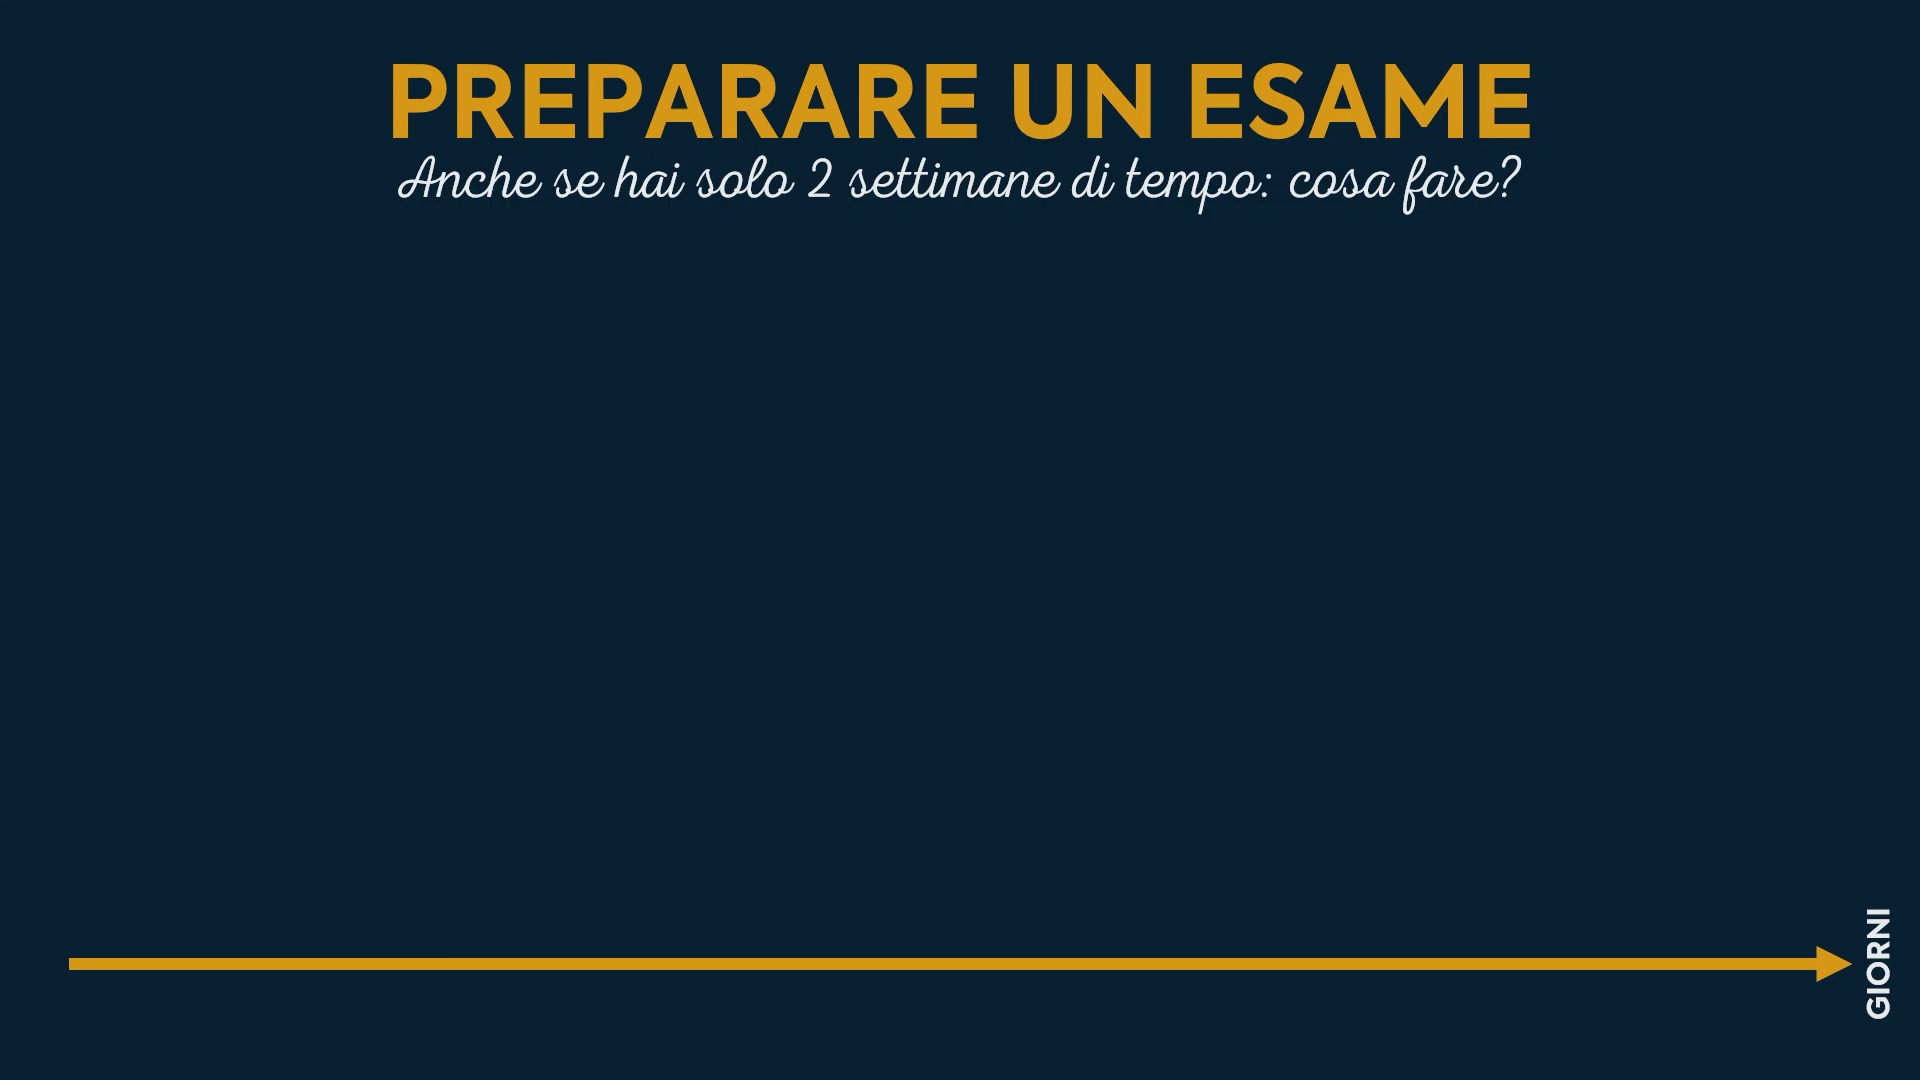 PREPARARE UN ESAME
Anche se hai solo 2 settimane di tempo: cosa fare?
GIORNI